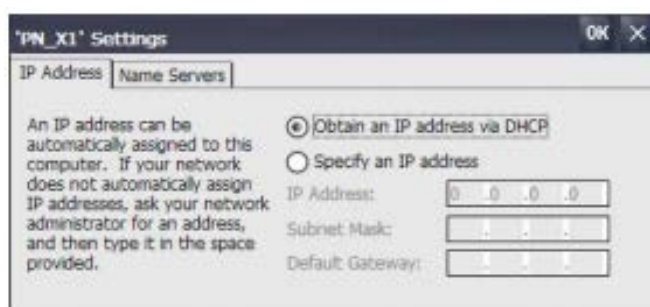 'PN_X1' Settings OK ×
IP Address Name Servers
An IP address can be
automatically assigned to this
computer. If your network
does not automatically assign
IP addresses, ask your network
administrator for an address,
and then type it in the space
provided.
Obtain an IP address via DHCP
Specify an IP address
IP Address: 0 .0 .0 .0
Subnet Mask: . . .
Default Gateway: . . .